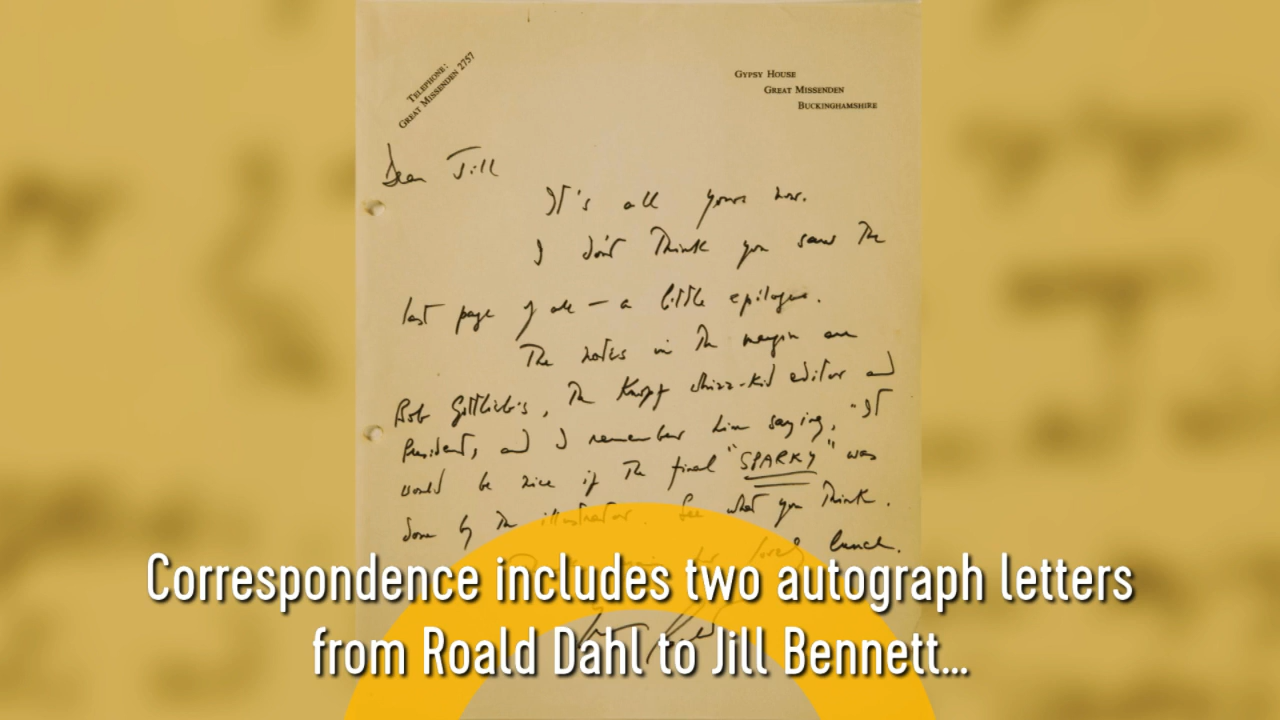 TELEPHONE:
GREAT MISSENDEN 2757
GYPSY HOUSE
GREAT MISSENDEN
BUCKINGHAMSHIRE
Dear Jill
It's all yours now.
I don't think you saw the
last page of all — a little epilogue.
The notes in the margin are
Bob Gottlieb's, the Knopf whizz-kid editor and
President, and I remember him saying, "It
would be nice if the final "SPARKY" was
done by the illustrator. See what you think.
lovely lunch.
Correspondence includes two autograph letters
from Roald Dahl to Jill Bennett...